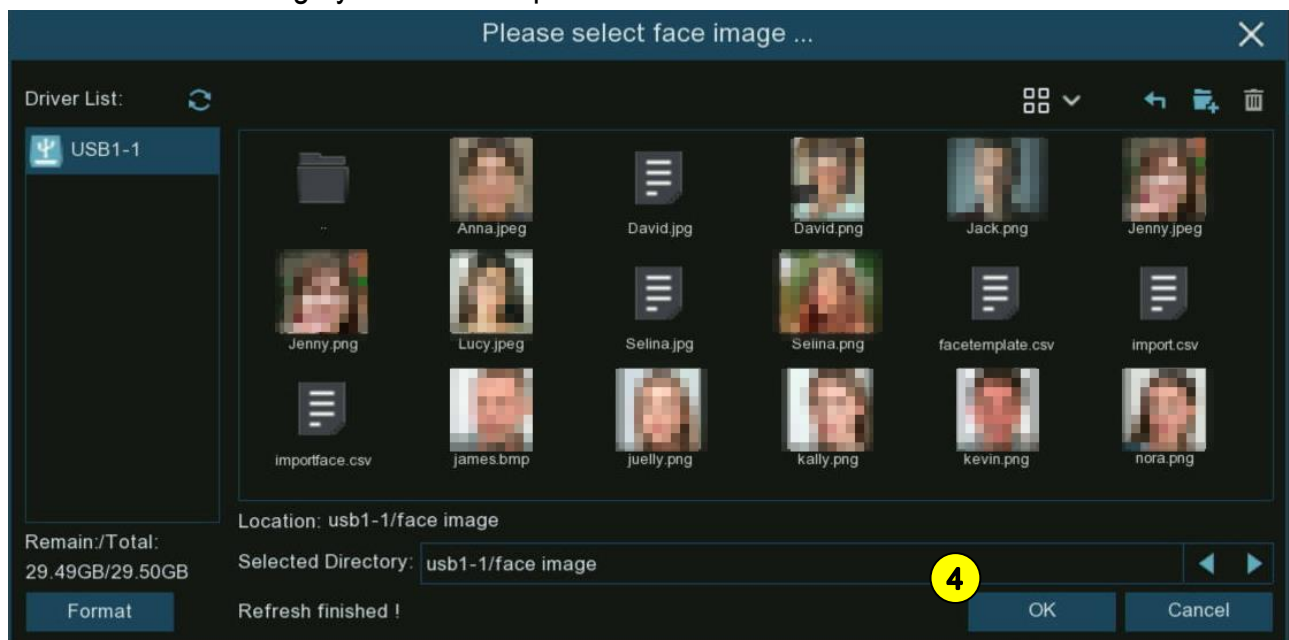 Please select face image ...
Driver List:
USB1-1
..
Anna.jpeg
David.jpg
David.png
Jack.png
Jenny.jpeg
Jenny.png
Lucy.jpeg
Selina.jpg
Selina.png
facetemplate.csv
import.csv
importface.csv
james.bmp
juelly.png
kally.png
kevin.png
nora.png
Location: usb1-1/face image
Remain:/Total:
29.49GB/29.50GB
Selected Directory: usb1-1/face image
4
Format
Refresh finished !
OK
Cancel